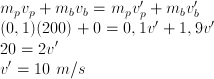 m_p v_p + m_b v_b = m_p v'_p + m_b v'_b
(0,1)(200) + 0 = 0,1v' + 1,9v'
20 = 2v'
v' = 10 m/s